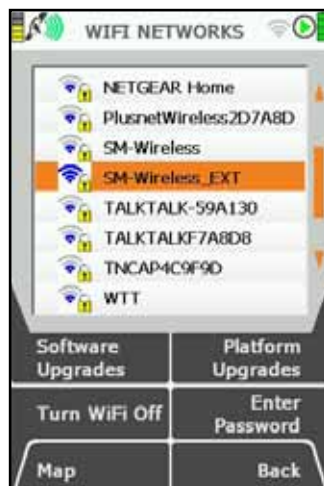 WIFI NETWORKS
NETGEAR Home
PlusnetWireless2D7A8D
SM-Wireless
SM-Wireless_EXT
TALKTALK-59A130
TALKTALKF7A8D8
TNCAP4C9F9D
WTT
Software Upgrades
Platform Upgrades
Turn WiFi Off
Enter Password
Map
Back